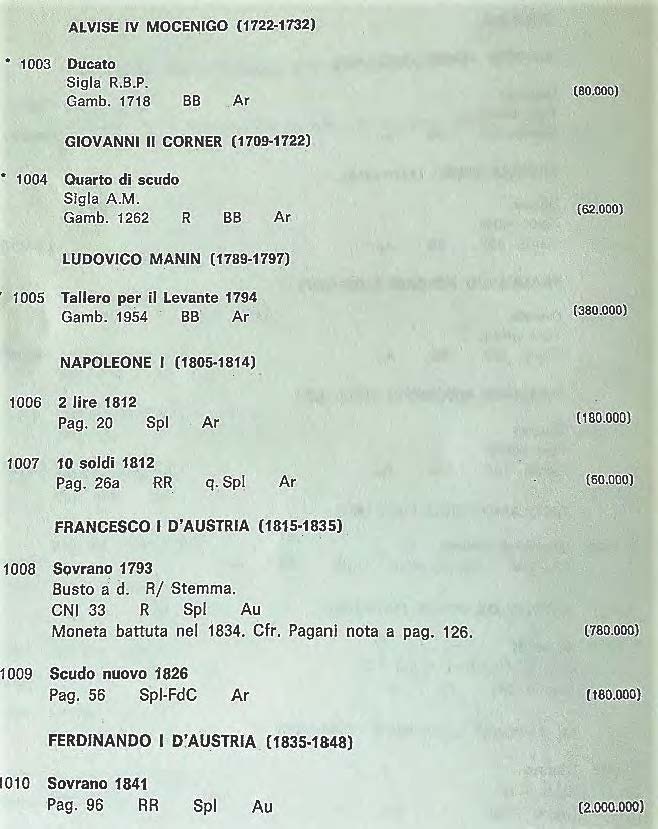 ALVISE IV MOCENIGO (1722-1732)
* 1003 Ducato
Sigla R.B.P.
Gamb. 1718 BB Ar (80.000)
GIOVANNI II CORNER (1709-1722)
* 1004 Quarto di scudo
Sigla A.M.
Gamb. 1262 R BB Ar (62.000)
LUDOVICO MANIN (1789-1797)
1005 Tallero per il Levante 1794
Gamb. 1954 BB Ar (380.000)
NAPOLEONE I (1805-1814)
1006 2 lire 1812
Pag. 20 Spl Ar (180.000)
1007 10 soldi 1812
Pag. 26a RR q. Spl Ar (60.000)
FRANCESCO I D'AUSTRIA (1815-1835)
1008 Sovrano 1793
Busto a d. R/ Stemma.
CNI 33 R Spl Au
Moneta battuta nel 1834. Cfr. Pagani nota a pag. 126. (780.000)
1009 Scudo nuovo 1826
Pag. 56 Spl-FdC Ar (180.000)
FERDINANDO I D'AUSTRIA (1835-1848)
1010 Sovrano 1841
Pag. 96 RR Spl Au (2.000.000)